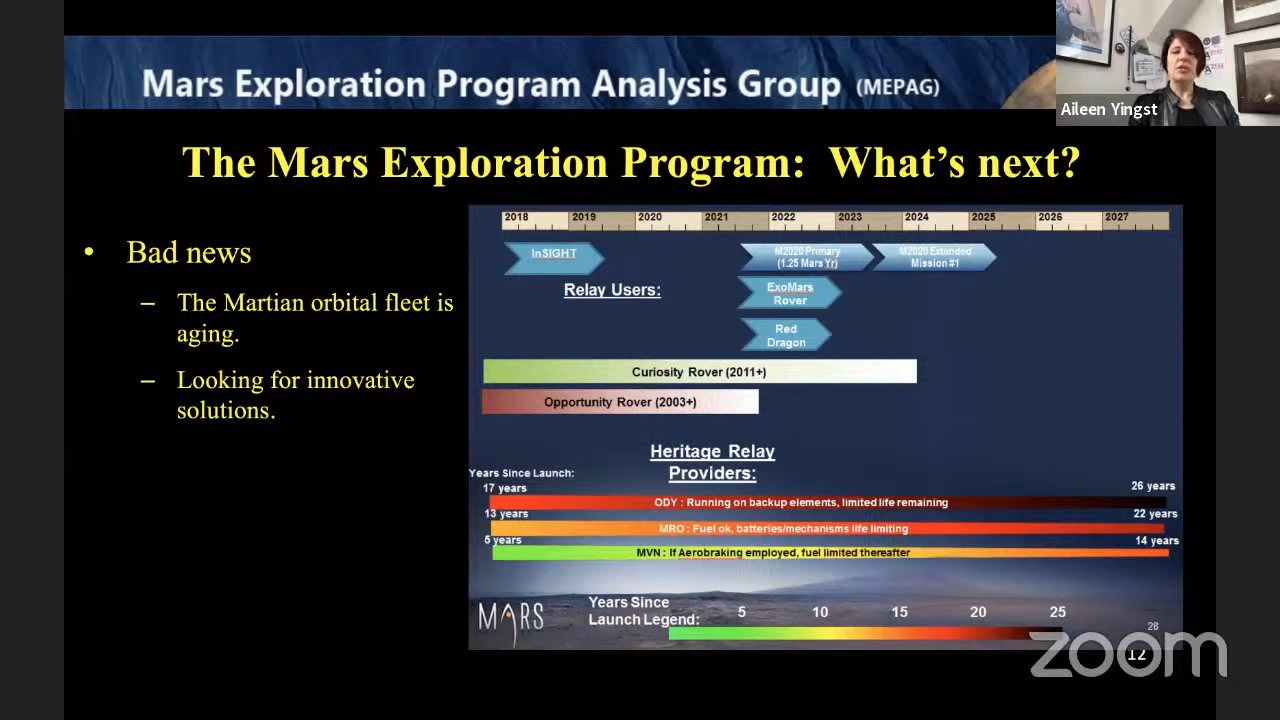 Mars Exploration Program Analysis Group (MEPAG)
Aileen Yingst
The Mars Exploration Program: What's next?
• Bad news
– The Martian orbital fleet is
aging.
– Looking for innovative
solutions.
2018 2019 2020 2021 2022 2023 2024 2025 2026 2027
InSIGHT
M2020 Primary
(1.25 Mars Yr)
M2020 Extended
Mission #1
Relay Users:
ExoMars
Rover
Red
Dragon
Curiosity Rover (2011+)
Opportunity Rover (2003+)
Heritage Relay
Providers:
Years Since Launch:
17 years
26 years
ODY : Running on backup elements, limited life remaining
13 years
22 years
MRO : Fuel ok, batteries/mechanisms life limiting
5 years
14 years
MVN : If Aerobraking employed, fuel limited thereafter
MARS
Years Since
Launch Legend:
5 10 15 20 25
28
12
zoom